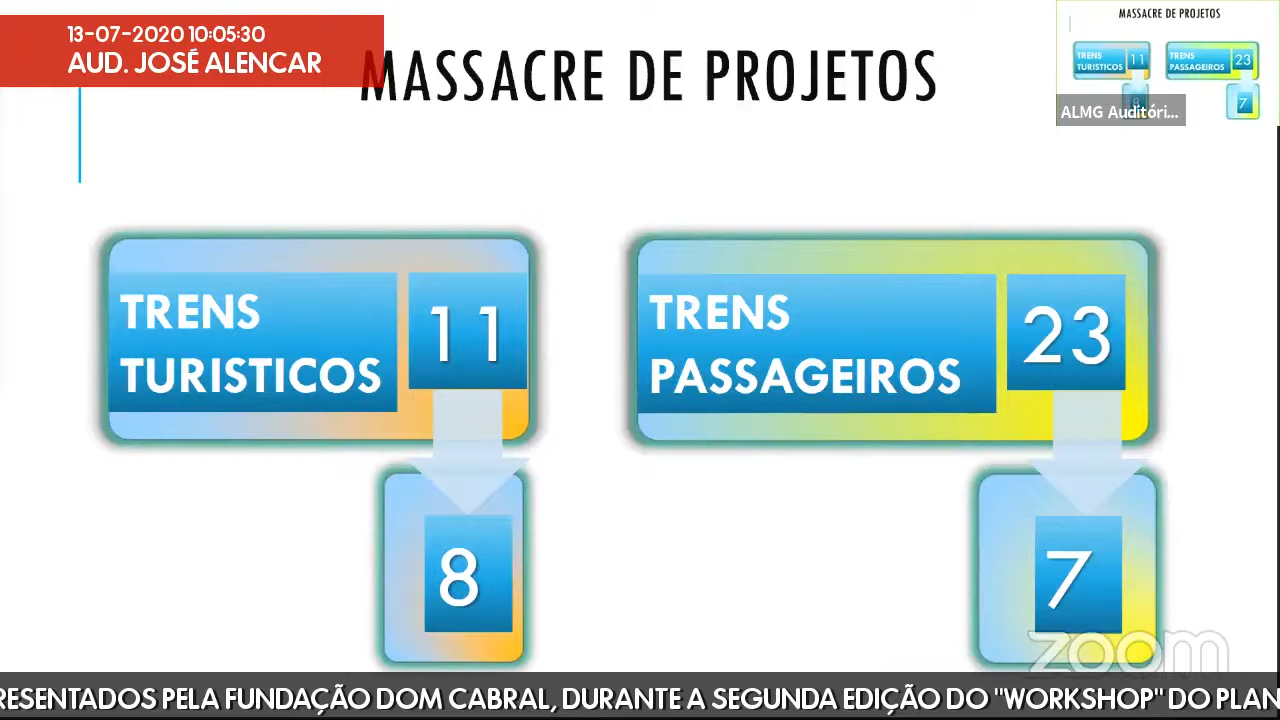 13-07-2020 10:05:30
AUD. JOSÉ ALENCAR
MASSACRE DE PROJETOS
MASSACRE DE PROJETOS
TRENS
TURISTICOS
11
TRENS
PASSAGEIROS
23
8
7
ALMG Auditóri...
TRENS
TURISTICOS
11
TRENS
PASSAGEIROS
23
8
7
zoom
RESENTADOS PELA FUNDAÇÃO DOM CABRAL, DURANTE A SEGUNDA EDIÇÃO DO "WORKSHOP" DO PLAN